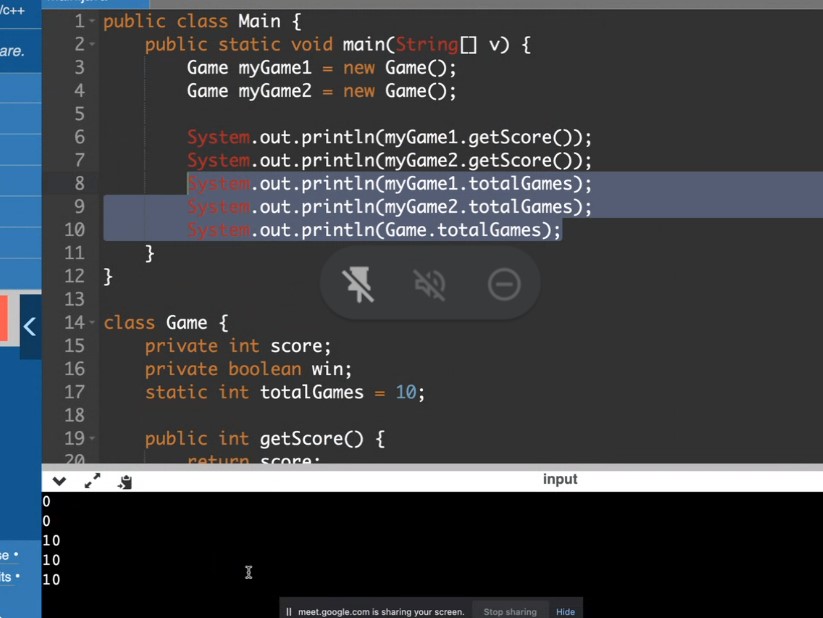 /c++
are.
1 public class Main {
2 public static void main(String[] v) {
3 Game myGame1 = new Game();
4 Game myGame2 = new Game();
5
6 System.out.println(myGame1.getScore());
7 System.out.println(myGame2.getScore());
8 System.out.println(myGame1.totalGames);
9 System.out.println(myGame2.totalGames);
10 System.out.println(Game.totalGames);
11 }
12 }
13
14 class Game {
15 private int score;
16 private boolean win;
17 static int totalGames = 10;
18
19 public int getScore() {
20 return score;
input
0
0
10
10
10
se •
its •
meet.google.com is sharing your screen. Stop sharing Hide